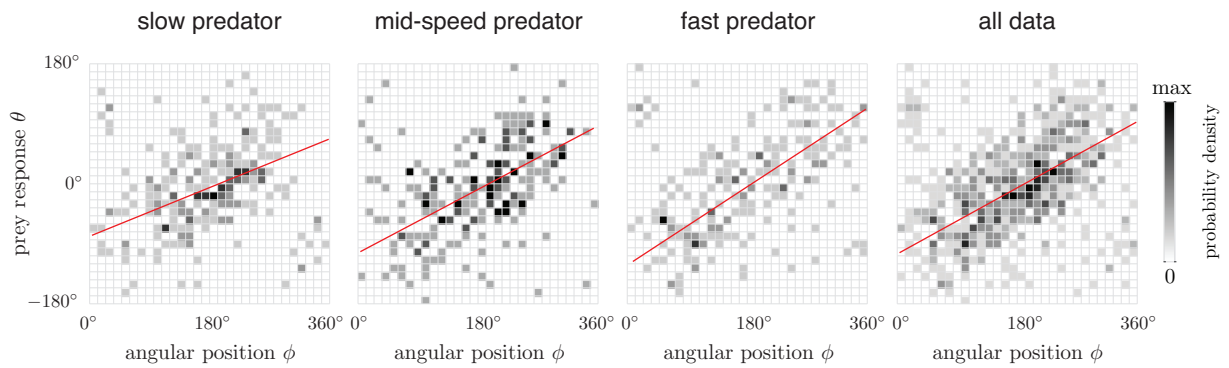 slow predator mid-speed predator fast predator all data
180°
0°
−180°
prey response θ
0° 180° 360° 0° 180° 360° 0° 180° 360° 0° 180° 360°
angular position ϕ angular position ϕ angular position ϕ angular position ϕ
max
0
probability density